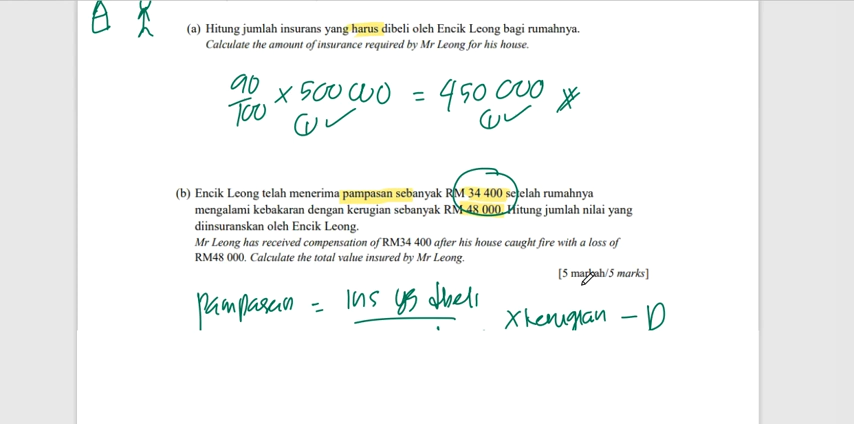 (a) Hitung jumlah insurans yang harus dibeli oleh Encik Leong bagi rumahnya.
Calculate the amount of insurance required by Mr Leong for his house.
90/100 × 500 000 = 450 000
① ✓ ① ✓
(b) Encik Leong telah menerima pampasan sebanyak RM 34 400 setelah rumahnya
mengalami kebakaran dengan kerugian sebanyak RM 48 000. Hitung jumlah nilai yang
diinsuranskan oleh Encik Leong.
Mr Leong has received compensation of RM34 400 after his house caught fire with a loss of
RM48 000. Calculate the total value insured by Mr Leong.
[5 markah/5 marks]
pampasan = ins yg dbeli × kerugian – D